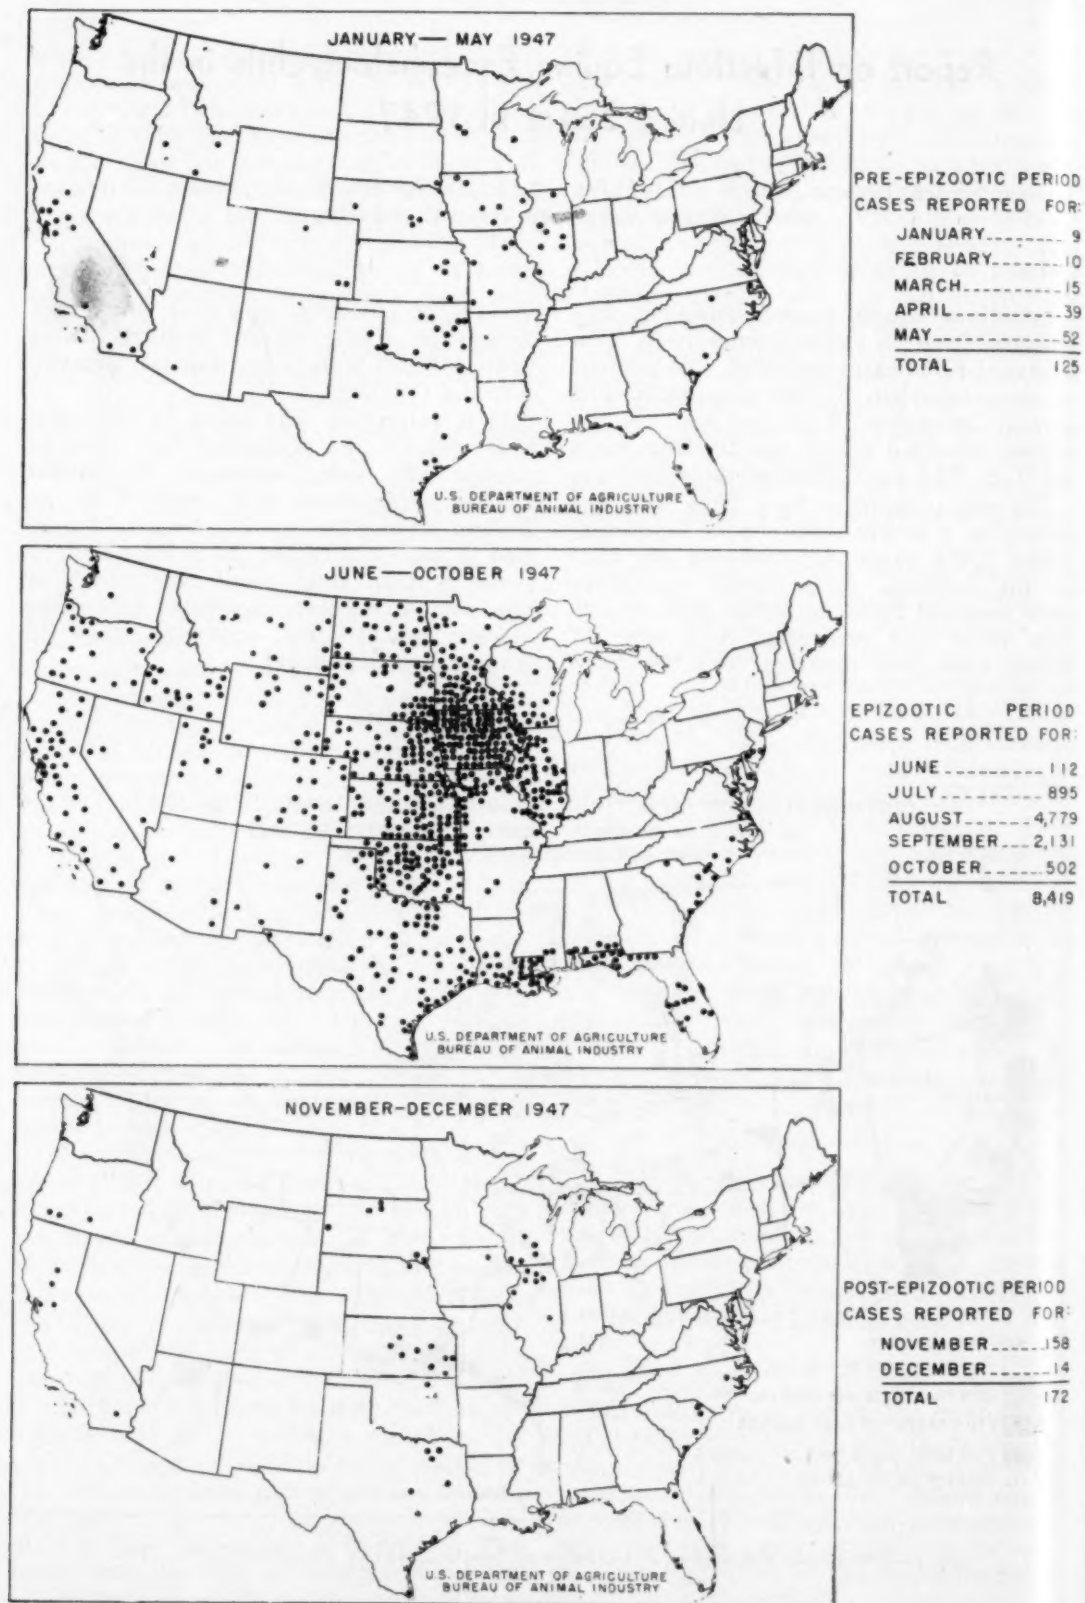 JANUARY — MAY 1947
PRE-EPIZOOTIC PERIOD
CASES REPORTED FOR:
JANUARY 9
FEBRUARY 10
MARCH 15
APRIL 39
MAY 52
TOTAL 125
U.S. DEPARTMENT OF AGRICULTURE
BUREAU OF ANIMAL INDUSTRY
JUNE — OCTOBER 1947
EPIZOOTIC PERIOD
CASES REPORTED FOR:
JUNE 112
JULY 895
AUGUST 4,779
SEPTEMBER 2,131
OCTOBER 502
TOTAL 8,419
U.S. DEPARTMENT OF AGRICULTURE
BUREAU OF ANIMAL INDUSTRY
NOVEMBER–DECEMBER 1947
POST-EPIZOOTIC PERIOD
CASES REPORTED FOR:
NOVEMBER 158
DECEMBER 14
TOTAL 172
U.S. DEPARTMENT OF AGRICULTURE
BUREAU OF ANIMAL INDUSTRY